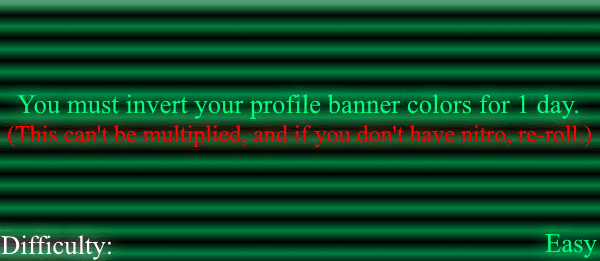 You must invert your profile banner colors for 1 day.
(This can't be multiplied, and if you don't have nitro, re-roll.)
Difficulty:
Easy